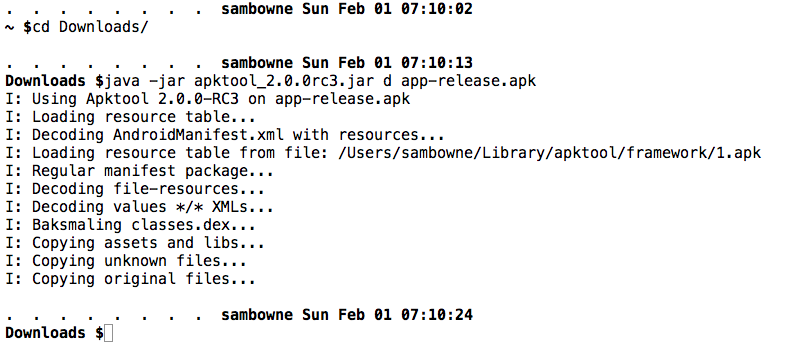 . . . . . . . . sambowne Sun Feb 01 07:10:02
~ $cd Downloads/
. . . . . . . . sambowne Sun Feb 01 07:10:13
Downloads $java -jar apktool_2.0.0rc3.jar d app-release.apk
I: Using Apktool 2.0.0-RC3 on app-release.apk
I: Loading resource table...
I: Decoding AndroidManifest.xml with resources...
I: Loading resource table from file: /Users/sambowne/Library/apktool/framework/1.apk
I: Regular manifest package...
I: Decoding file-resources...
I: Decoding values */* XMLs...
I: Baksmaling classes.dex...
I: Copying assets and libs...
I: Copying unknown files...
I: Copying original files...
. . . . . . . . sambowne Sun Feb 01 07:10:24
Downloads $